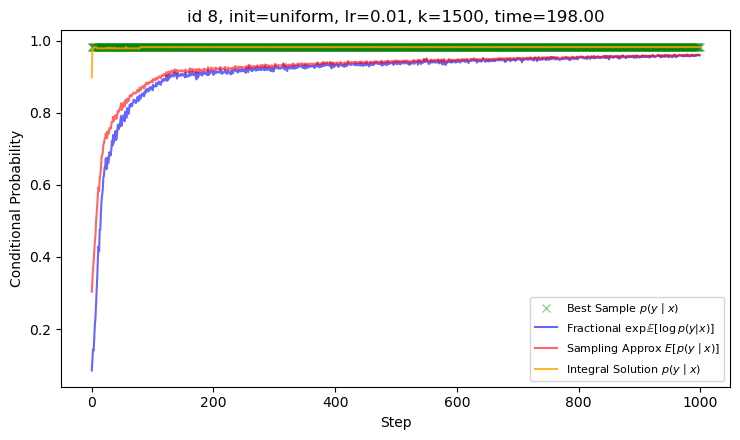 id 8, init=uniform, lr=0.01, k=1500, time=198.00
1.0
0.8
0.6
0.4
0.2
Conditional Probability
Best Sample p(y | x)
Fractional exp𝔼[log p(y|x)]
Sampling Approx E[p(y | x)]
Integral Solution p(y | x)
0 200 400 600 800 1000
Step